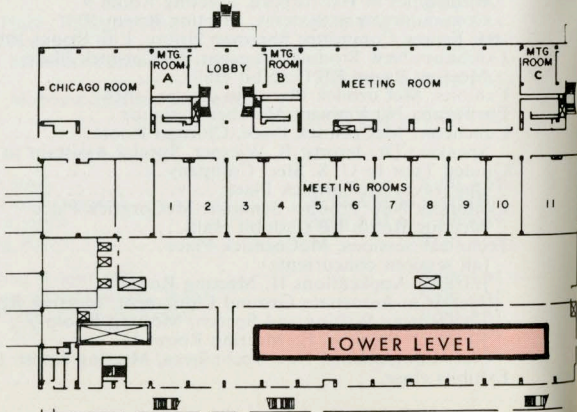 MTG. ROOM A
LOBBY
MTG. ROOM B
MTG. ROOM C
CHICAGO ROOM
MEETING ROOM
MEETING ROOMS
1 2 3 4 5 6 7 8 9 10 11
LOWER LEVEL